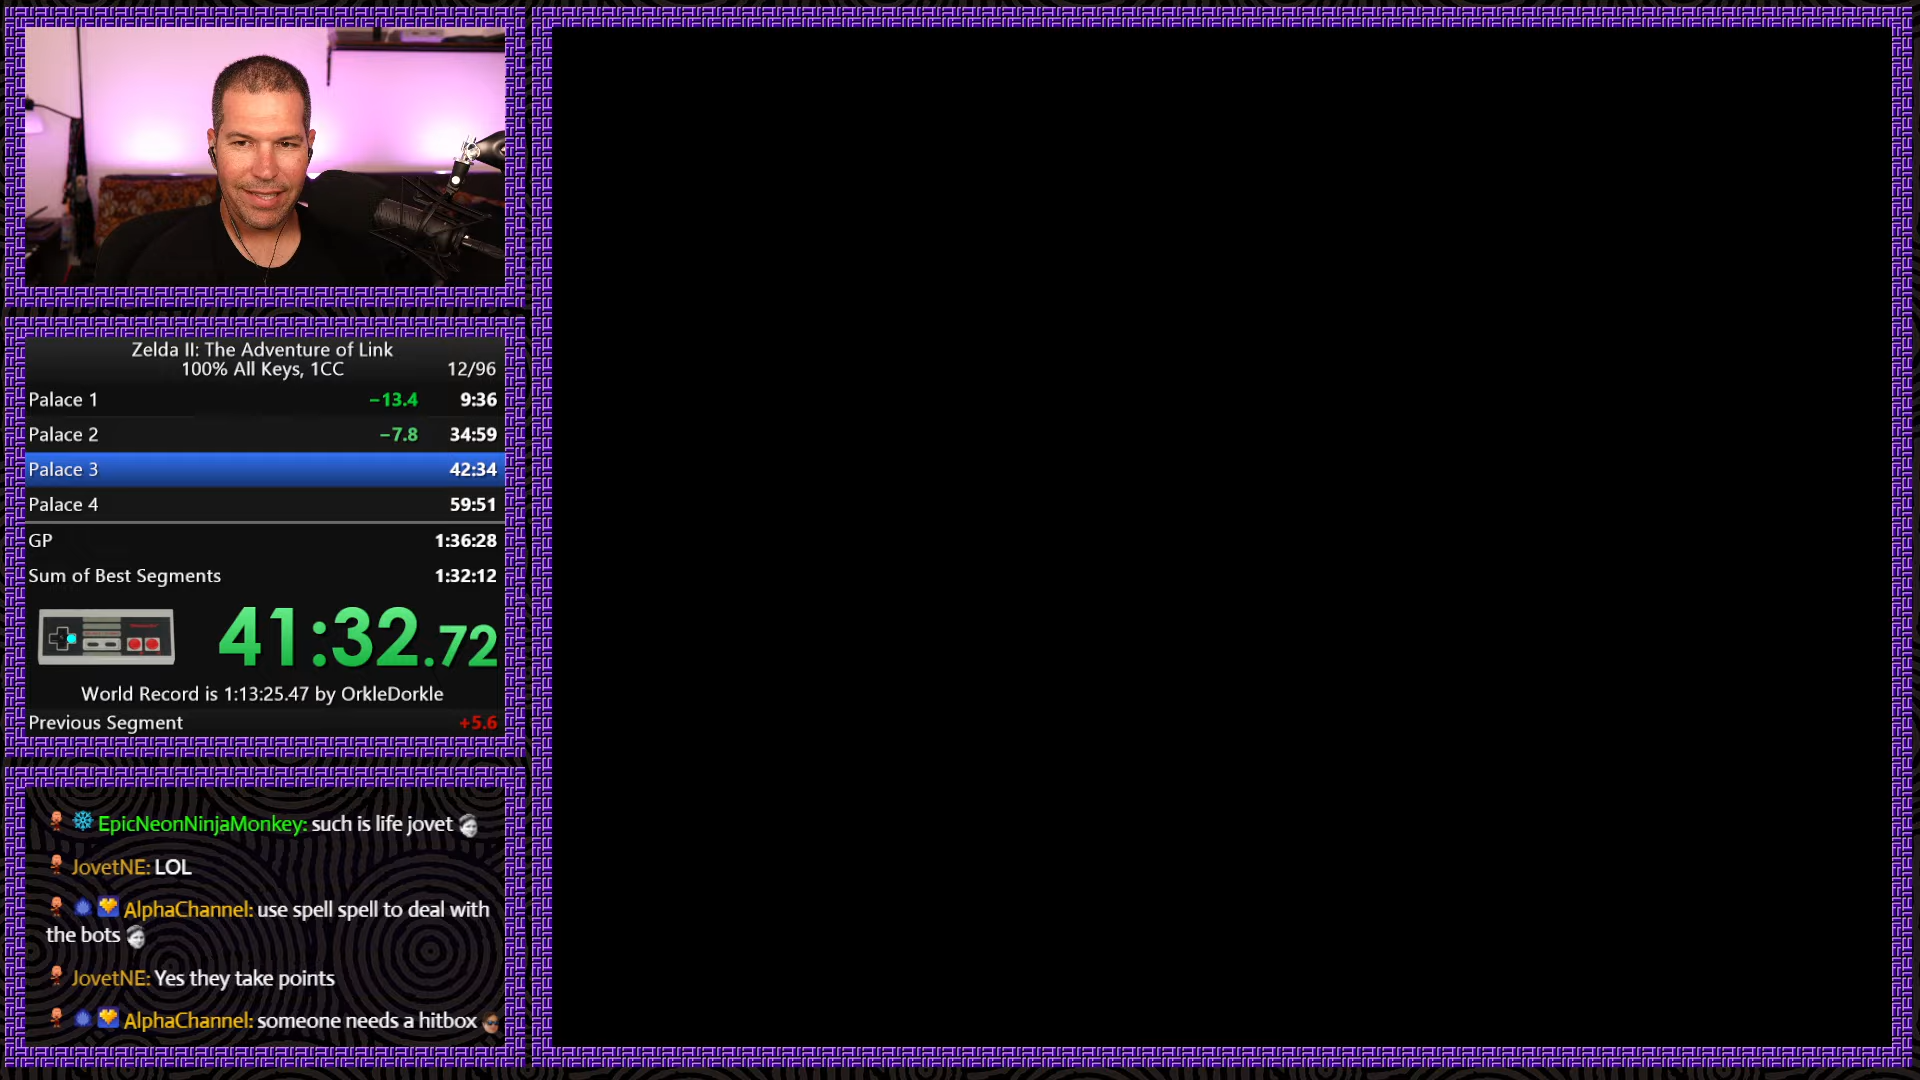 Zelda II: The Adventure of Link
100% All Keys, 1CC 12/96
Palace 1 −13.4 9:36
Palace 2 −7.8 34:59
Palace 3 42:34
Palace 4 59:51
GP 1:36:28
Sum of Best Segments 1:32:12
41:32.72
World Record is 1:13:25.47 by OrkleDorkle
Previous Segment +5.6
EpicNeonNinjaMonkey: such is life jovet
JovetNE: LOL
AlphaChannel: use spell spell to deal with
the bots
JovetNE: Yes they take points
AlphaChannel: someone needs a hitbox